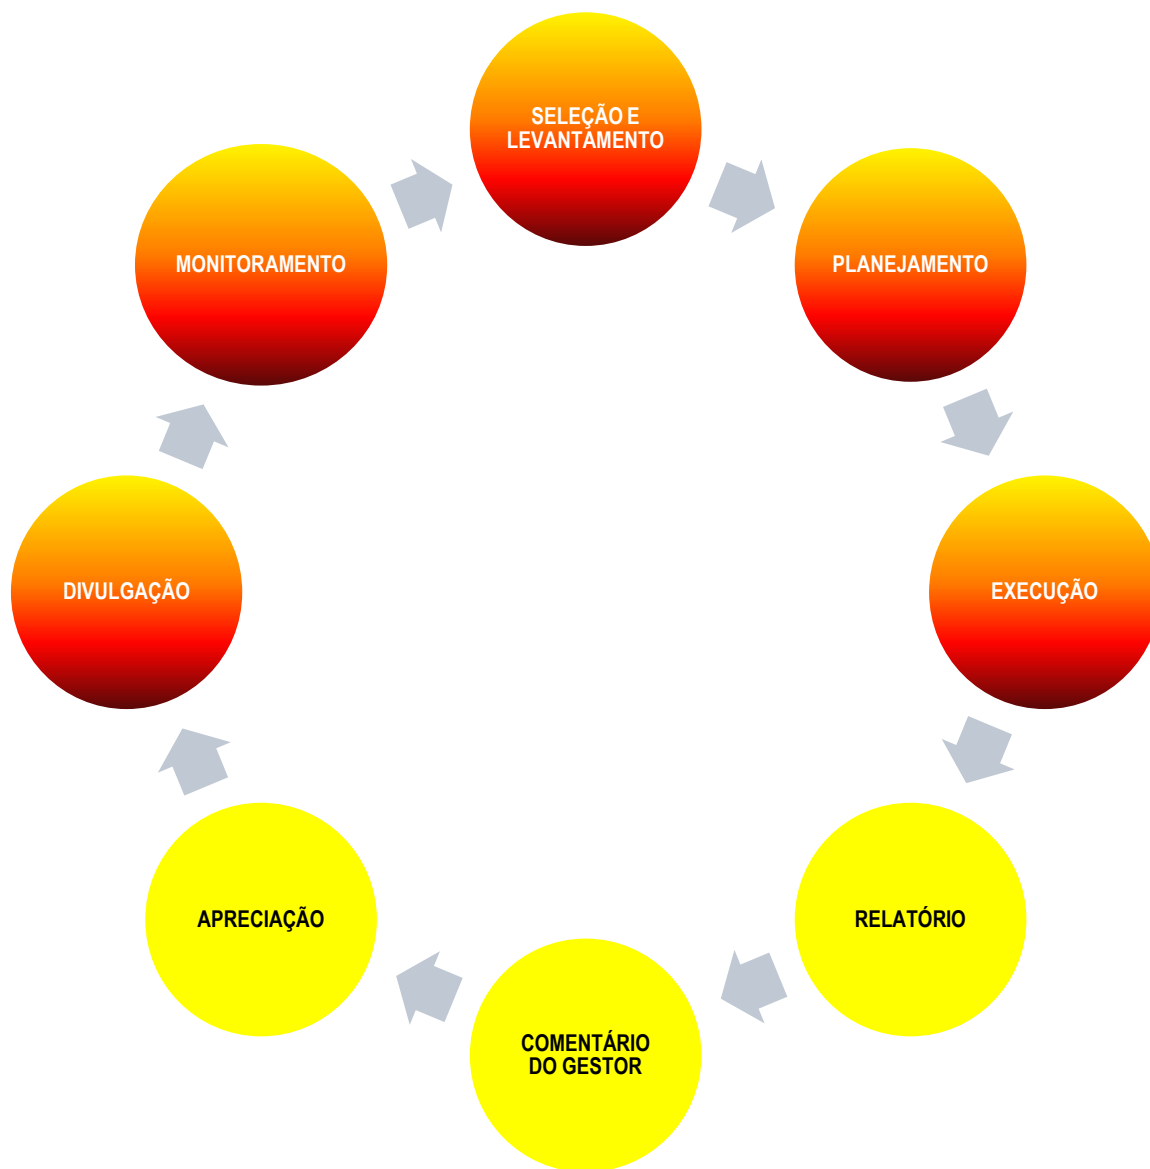 SELEÇÃO E
LEVANTAMENTO
PLANEJAMENTO
EXECUÇÃO
RELATÓRIO
COMENTÁRIO
DO GESTOR
APRECIAÇÃO
DIVULGAÇÃO
MONITORAMENTO